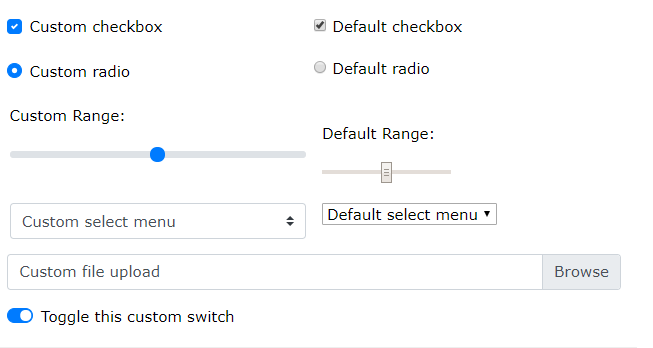 Custom checkbox
Default checkbox
Custom radio
Default radio
Custom Range:
Default Range:
Custom select menu
Default select menu
Custom file upload
Browse
Toggle this custom switch